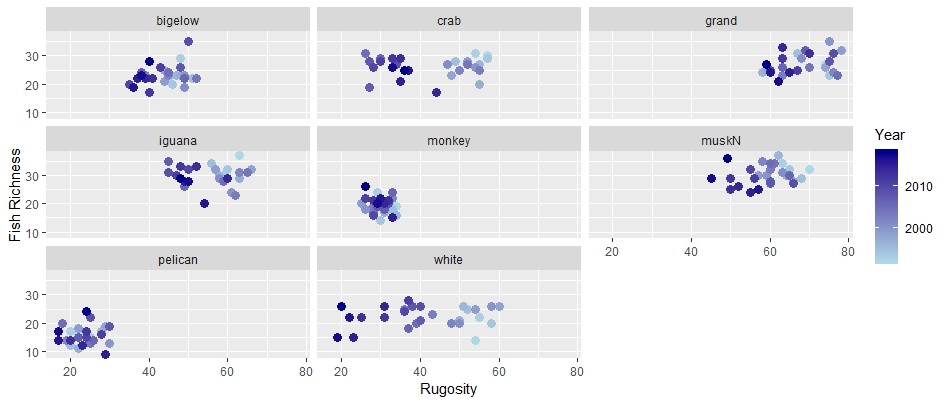 bigelow crab grand
30
20
10
iguana monkey muskN
30
20
10
pelican white
30
20
10
20 40 60 80
20 40 60 80
20 40 60 80
Rugosity
Fish Richness
Year
2010
2000